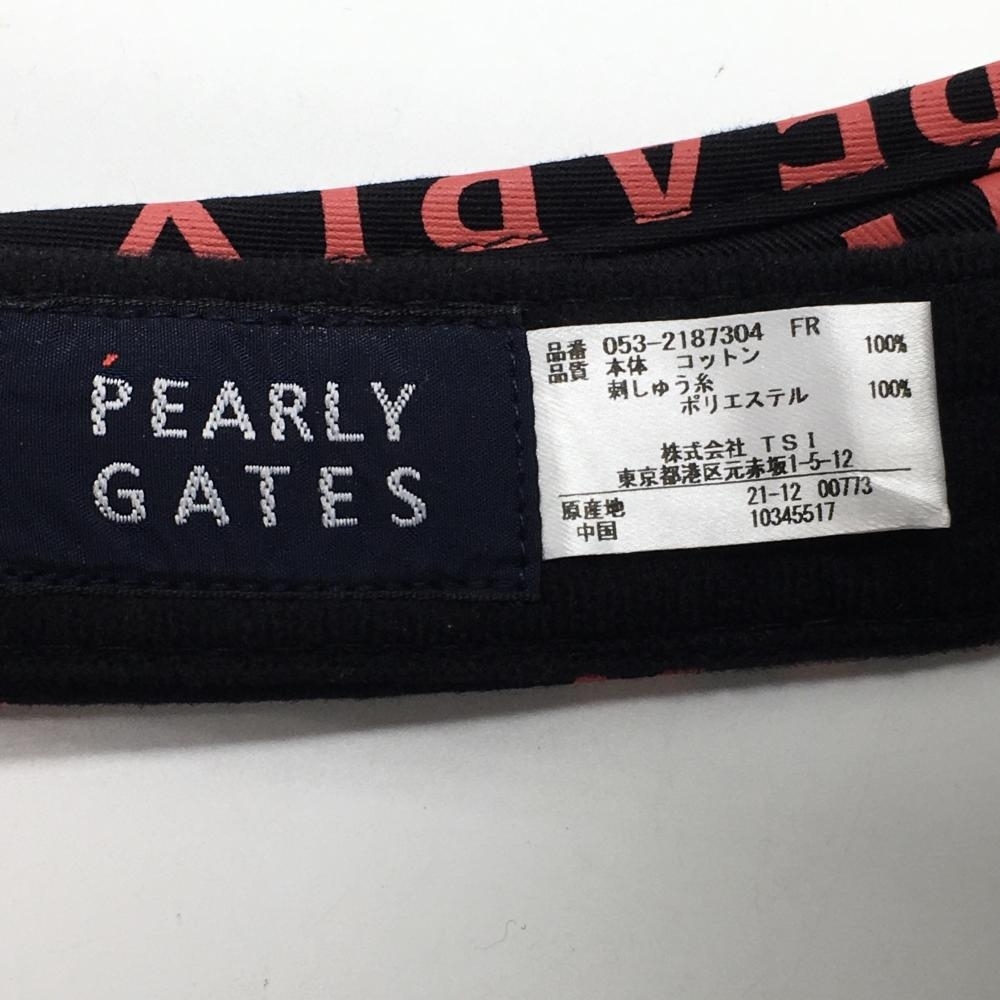 PEARLY
PEARLY
GATES
品番 053-2187304 FR
品質 本体 コットン 100%
刺しゅう糸
ポリエステル 100%
株式会社 TSI
東京都港区元赤坂1-5-12
原産地 21-12 00773
中国 10345517